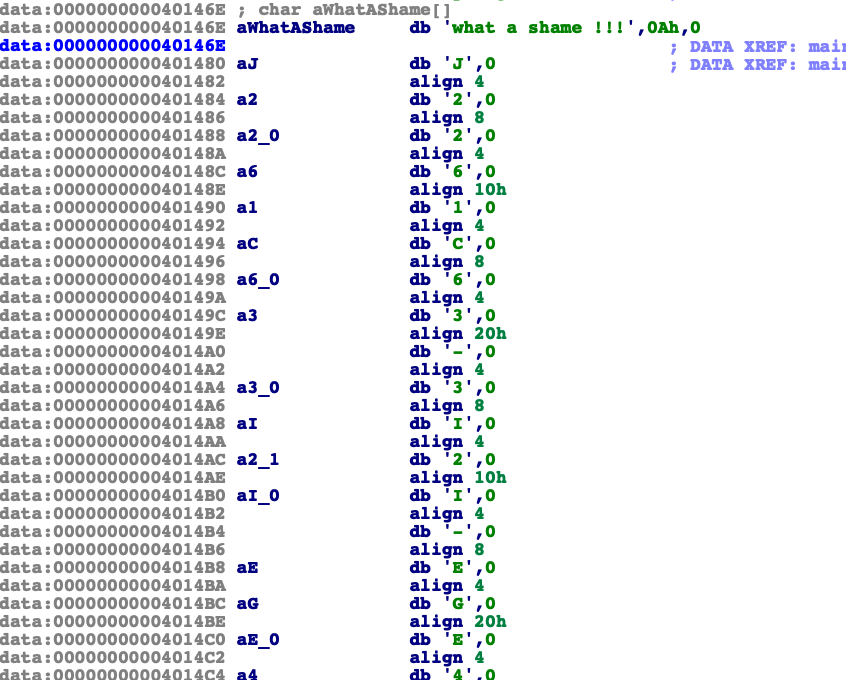 data:000000000040146E ; char aWhatAShame[]
data:000000000040146E aWhatAShame db 'what a shame !!!',0Ah,0
data:000000000040146E ; DATA XREF: mai
data:0000000000401480 aJ db 'J',0 ; DATA XREF: mai
data:0000000000401482 align 4
data:0000000000401484 a2 db '2',0
data:0000000000401486 align 8
data:0000000000401488 a2_0 db '2',0
data:000000000040148A align 4
data:000000000040148C a6 db '6',0
data:000000000040148E align 10h
data:0000000000401490 a1 db '1',0
data:0000000000401492 align 4
data:0000000000401494 aC db 'C',0
data:0000000000401496 align 8
data:0000000000401498 a6_0 db '6',0
data:000000000040149A align 4
data:000000000040149C a3 db '3',0
data:000000000040149E align 20h
data:00000000004014A0 db '-',0
data:00000000004014A2 align 4
data:00000000004014A4 a3_0 db '3',0
data:00000000004014A6 align 8
data:00000000004014A8 aI db 'I',0
data:00000000004014AA align 4
data:00000000004014AC a2_1 db '2',0
data:00000000004014AE align 10h
data:00000000004014B0 aI_0 db 'I',0
data:00000000004014B2 align 4
data:00000000004014B4 db '-',0
data:00000000004014B6 align 8
data:00000000004014B8 aE db 'E',0
data:00000000004014BA align 4
data:00000000004014BC aG db 'G',0
data:00000000004014BE align 20h
data:00000000004014C0 aE_0 db 'E',0
data:00000000004014C2 align 4
data:00000000004014C4 a4 db '4',0